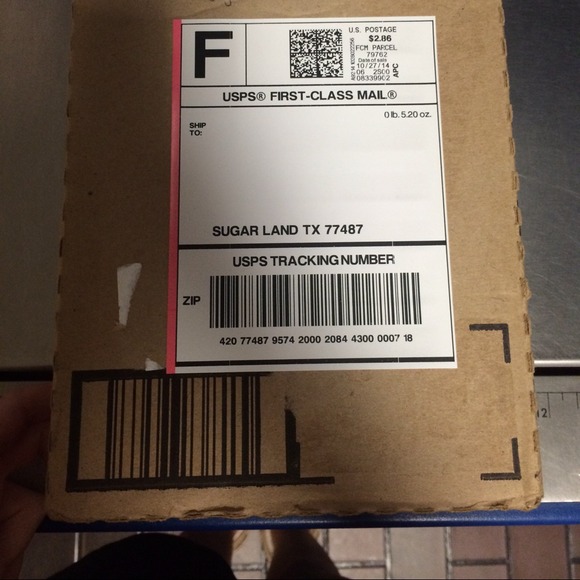 F
U.S. POSTAGE
$2.86
FCM PARCEL
79762
Date of sale
10/27/14
06 2500
08339902
APC
USPS® FIRST-CLASS MAIL®
0 lb. 5.20 oz.
SHIP
TO:
SUGAR LAND TX 77487
USPS TRACKING NUMBER
ZIP
420 77487 9574 2000 2084 4300 0007 18
12